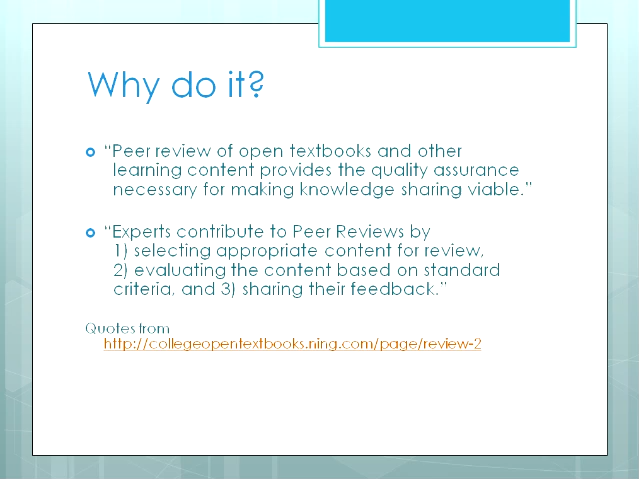 Why do it?
“Peer review of open textbooks and other
learning content provides the quality assurance
necessary for making knowledge sharing viable.”
“Experts contribute to Peer Reviews by
1) selecting appropriate content for review,
2) evaluating the content based on standard
criteria, and 3) sharing their feedback.”
Quotes from
http://collegeopentextbooks.ning.com/page/review-2